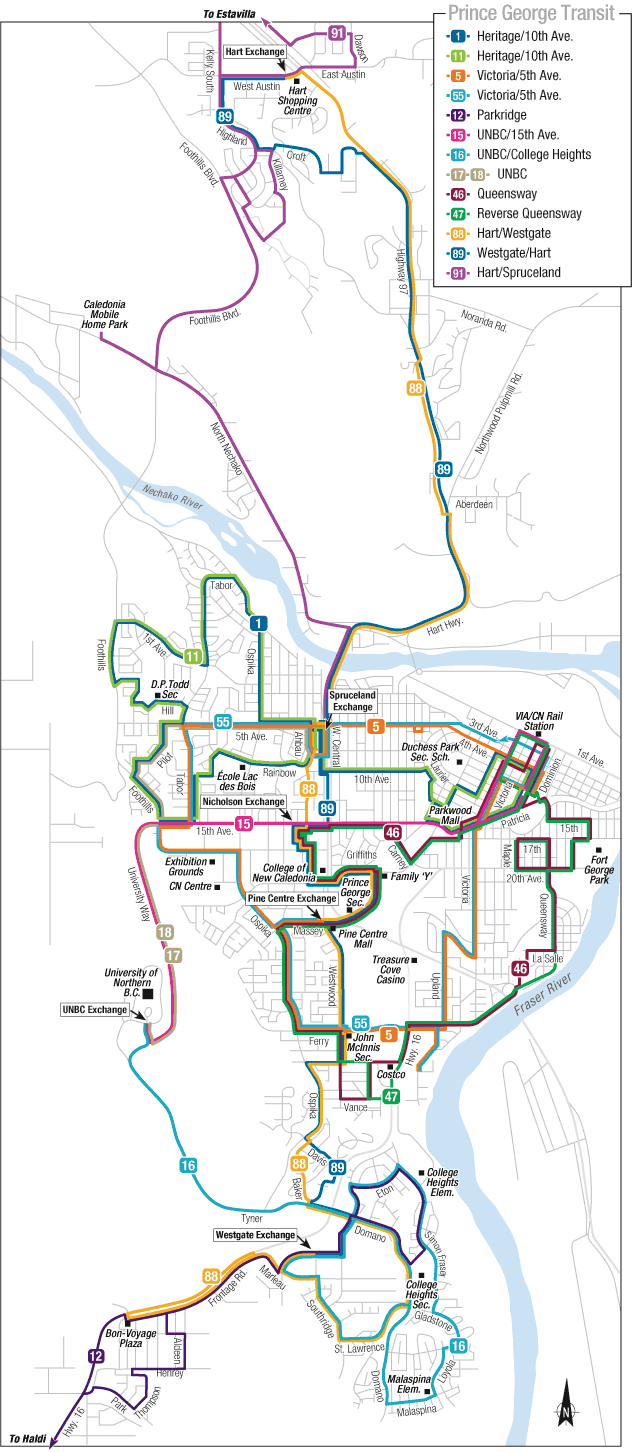 Prince George Transit
1 Heritage/10th Ave.
11 Heritage/10th Ave.
5 Victoria/5th Ave.
55 Victoria/5th Ave.
12 Parkridge
15 UNBC/15th Ave.
16 UNBC/College Heights
17 18 UNBC
46 Queensway
47 Reverse Queensway
88 Hart/Westgate
89 Westgate/Hart
91 Hart/Spruceland
To Estavilla
91
Dawson
Kelly South
Hart Exchange
East Austin
West Austin
Hart
Shopping
Centre
89
Highland
Croft
Killarney
Foothills Blvd.
Highway 97
Caledonia
Mobile
Home Park
Foothills Blvd.
Noranda Rd.
88
Northwood Pulpmill Rd.
North Nechako
89
Nechako River
Aberdeen
Tabor
1
Hart Hwy.
Foothills
1st Ave.
11
Ospika
D.P.Todd
Sec
Hill
Spruceland
Exchange
55
5
3rd Ave.
VIA/CN Rail
Station
5th Ave.
Ahbau
W. Central
4th Ave.
1st Ave.
Duchess Park
Sec. Sch.
Pilot
Tabor
École Lac
des Bois
Rainbow
10th Ave.
Laurier
Dominion
Foothills
88
Victoria
Nicholson Exchange
89
Parkwood
Mall
Patricia
15
15th Ave.
46
15th
Griffiths
Carney
Maple
17th
Fort
George
Park
Exhibition
Grounds
College of
New Caledonia
Family ‘Y’
20th Ave.
CN Centre
Prince
George
Sec.
Victoria
University Way
Pine Centre Exchange
Queensway
Ospika
Massey
Pine Centre
Mall
18
17
Treasure
Cove
Casino
La Salle
46
University of
Northern
B.C.
Westwood
Upland
Fraser River
UNBC Exchange
55
5
Ferry
John
McInnis
Sec.
Hwy. 16
Costco
47
Vance
Ospika
Davis
88
89
16
Baker
Eton
College
Heights
Elem.
Tyner
Westgate Exchange
Domano
Simon Fraser
88
Frontage Rd.
Marleau
College
Heights
Sec.
Southridge
Gladstone
Bon-Voyage
Plaza
St. Lawrence
16
12
Aldeen
Henrey
Loyola
Domano
Malaspina
Elem.
Park
Thompson
Malaspina
Hwy. 16
To Haldi
N